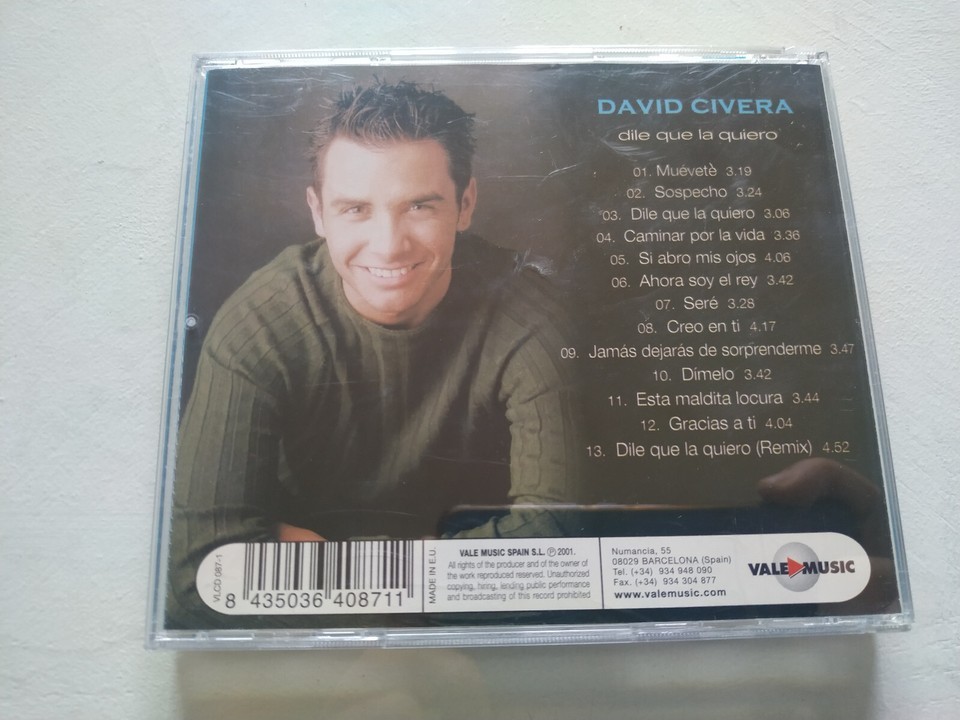 DAVID CIVERA
dile que la quiero
01. Muévetè 3.19
02. Sospecho 3.24
03. Dile que la quiero 3.06
04. Caminar por la vida 3.36
05. Si abro mis ojos 4.06
06. Ahora soy el rey 3.42
07. Seré 3.28
08. Creo en ti 4.17
09. Jamás dejarás de sorprenderme 3.47
10. Dímelo 3.42
11. Esta maldita locura 3.44
12. Gracias a ti 4.04
13. Dile que la quiero (Remix) 4.52
VLCD 087-1
8 435036 408711
MADE IN E.U.
VALE MUSIC SPAIN S.L. ℗ 2001.
All rights of the producer and of the owner of
the work reproduced reserved. Unauthorized
copying, hiring, lending public performance
and broadcasting of this record prohibited
Numancia, 55
08029 BARCELONA (Spain)
Tel. (+34) 934 948 090
Fax. (+34) 934 304 877
www.valemusic.com
VALE MUSIC